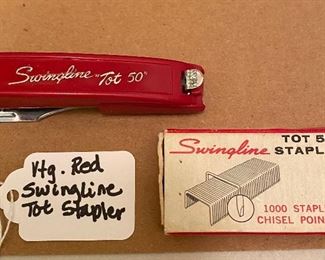 Swingline "Tot 50"
Vtg. Red
Swingline
Tot Stapler
Swingline
TOT 5
STAPL
1000 STAPL
CHISEL POIN